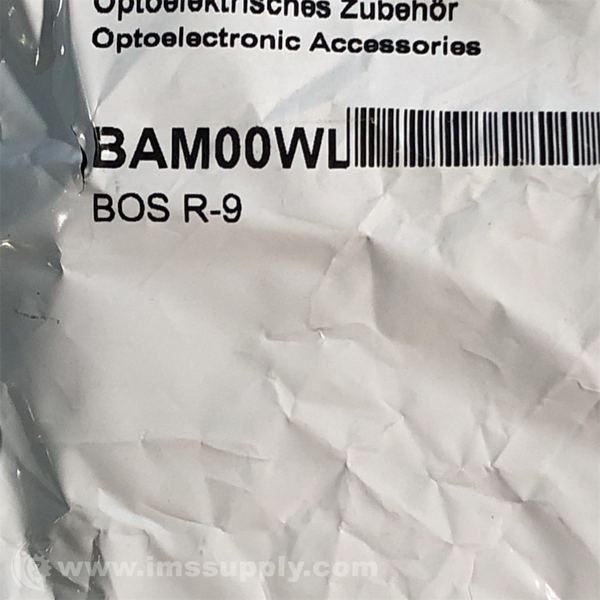 Optoelektrisches Zubehör
Optoelectronic Accessories
BAM00WL
BOS R-9
www.imssupply.com